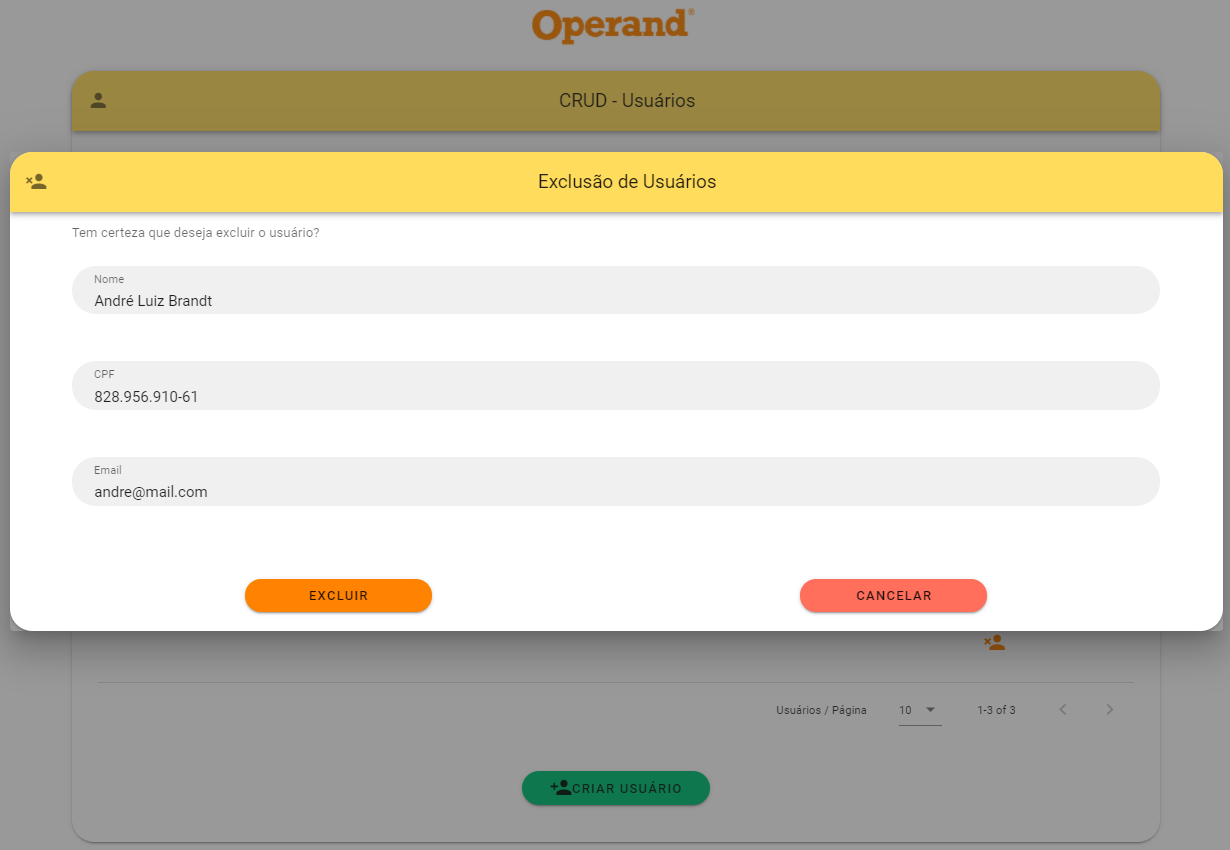 Operand®
CRUD - Usuários
Exclusão de Usuários
Tem certeza que deseja excluir o usuário?
Nome
André Luiz Brandt
CPF
828.956.910-61
Email
andre@mail.com
EXCLUIR
CANCELAR
Usuários / Página
10
1-3 of 3
CRIAR USUÁRIO